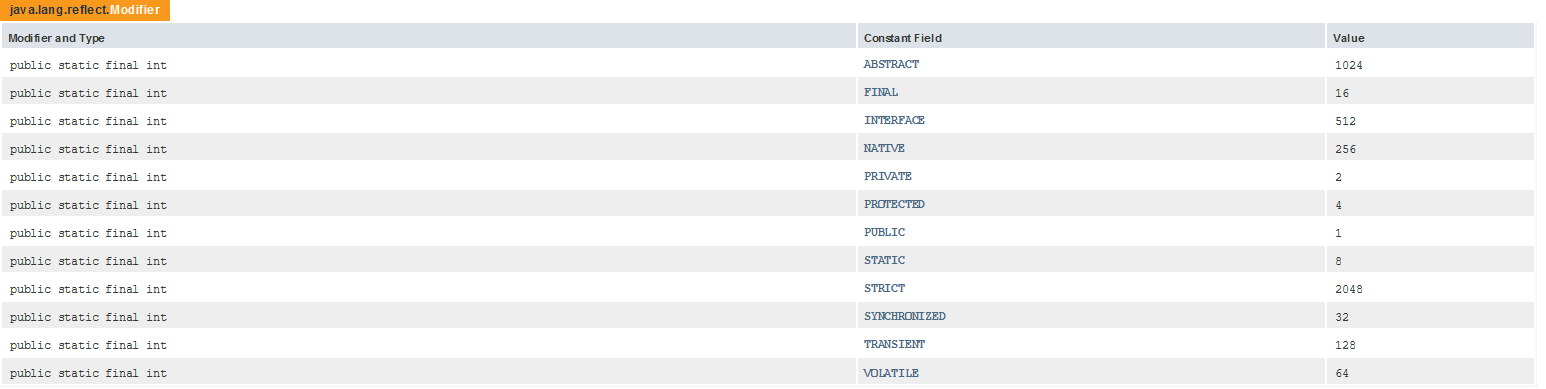 java.lang.reflect.Modifier
Modifier and Type Constant Field Value
public static final int ABSTRACT 1024
public static final int FINAL 16
public static final int INTERFACE 512
public static final int NATIVE 256
public static final int PRIVATE 2
public static final int PROTECTED 4
public static final int PUBLIC 1
public static final int STATIC 8
public static final int STRICT 2048
public static final int SYNCHRONIZED 32
public static final int TRANSIENT 128
public static final int VOLATILE 64